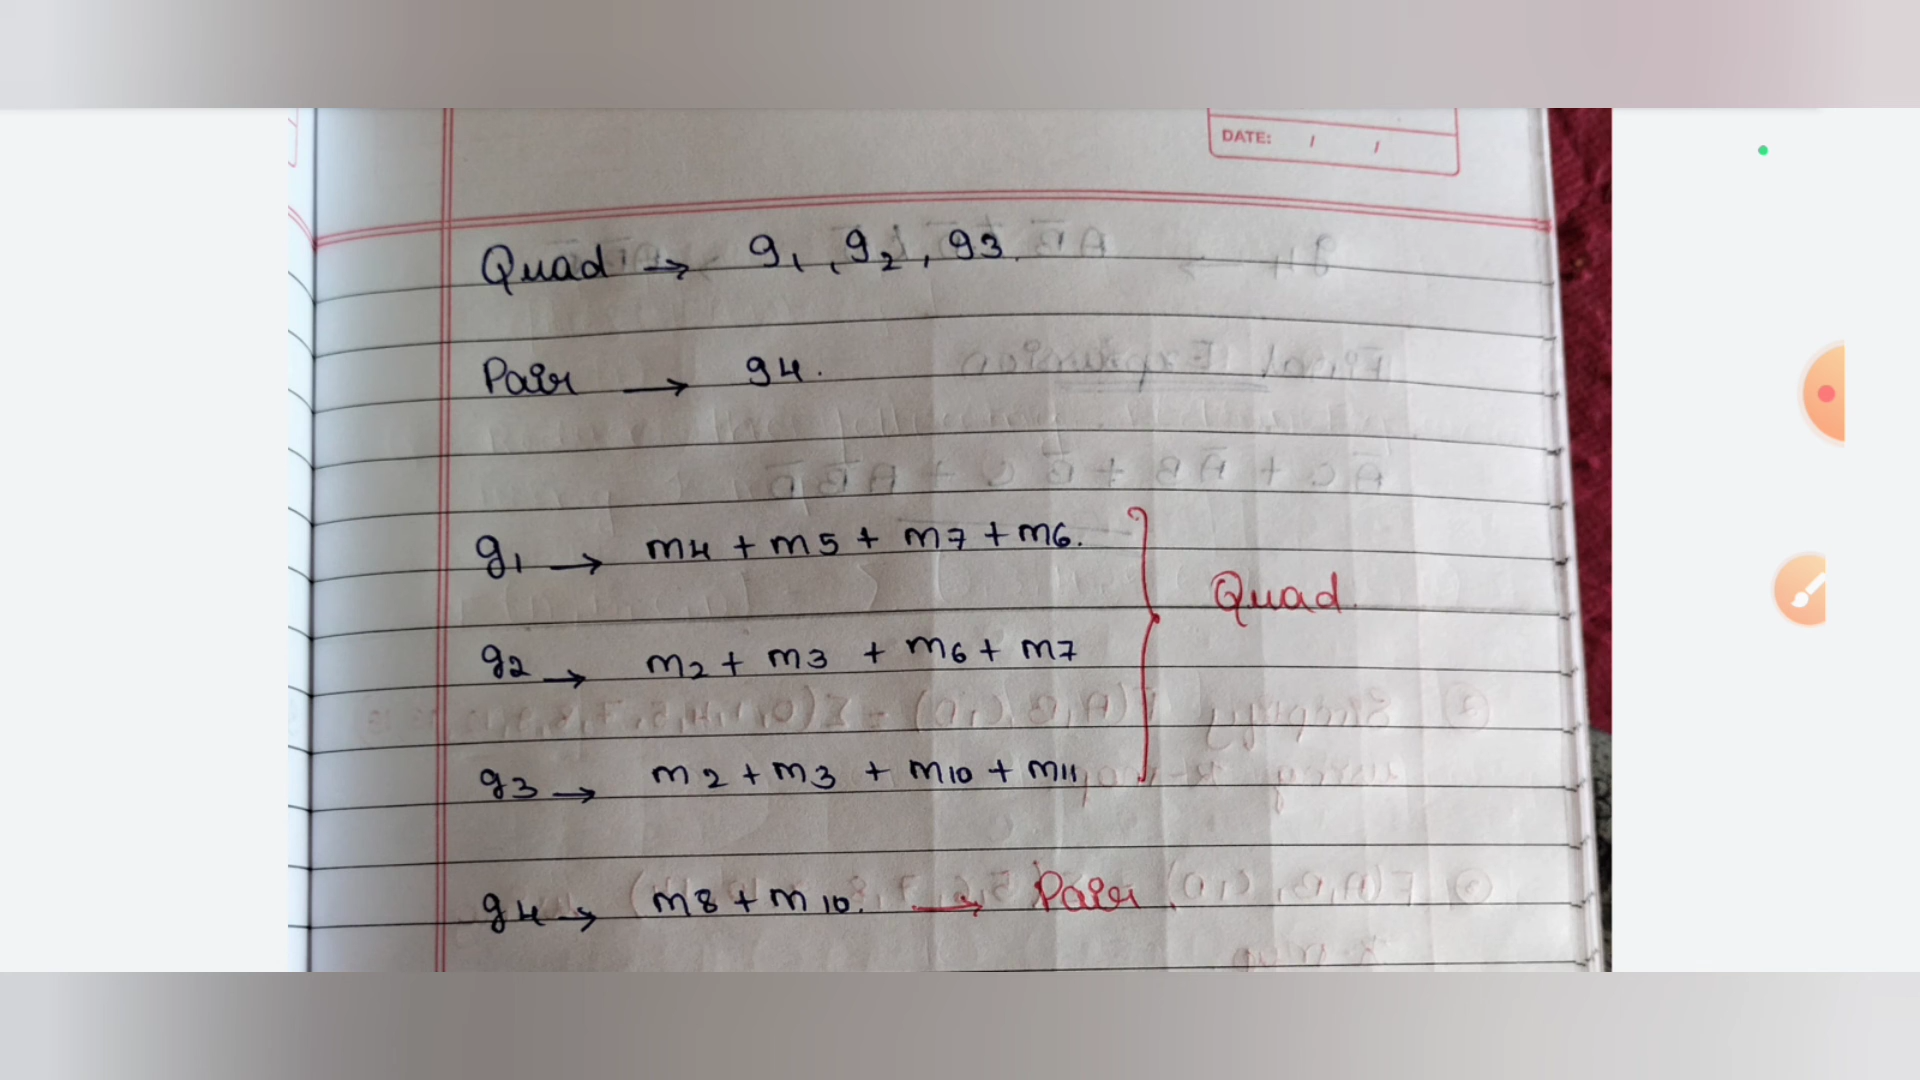 DATE: / /
Quad → g1, g2, g3.
Pair → g4.
g1 → m4 + m5 + m7 + m6.
Quad.
g2 → m2 + m3 + m6 + m7
g3 → m2 + m3 + m10 + m11
g4 → m8 + m10. → Pair